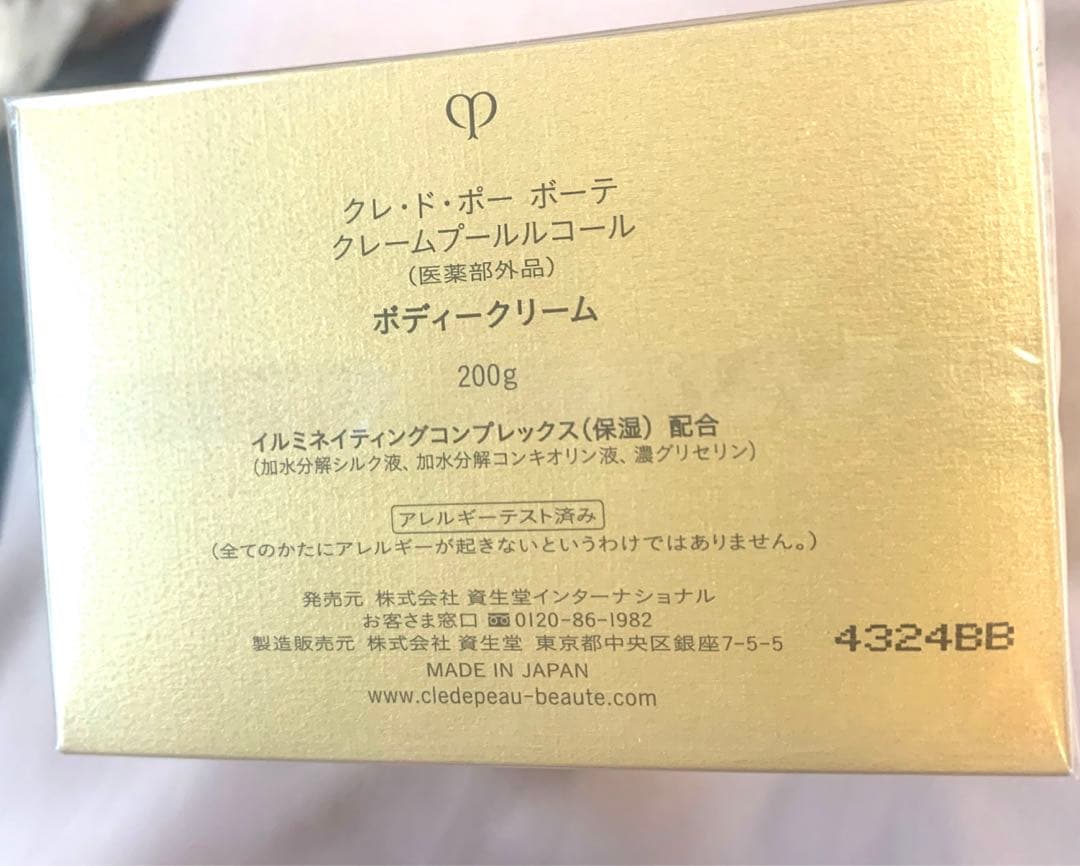 クレ・ド・ポー ボーテ
クレームプールルコール
（医薬部外品）
ボディークリーム
200g
イルミネイティングコンプレックス（保湿） 配合
（加水分解シルク液、加水分解コンキオリン液、濃グリセリン）
アレルギーテスト済み
（全てのかたにアレルギーが起きないというわけではありません。）
発売元 株式会社 資生堂インターナショナル
お客さま窓口 0120-86-1982
製造販売元 株式会社 資生堂 東京都中央区銀座7-5-5
4324BB
MADE IN JAPAN
www.cledepeau-beaute.com